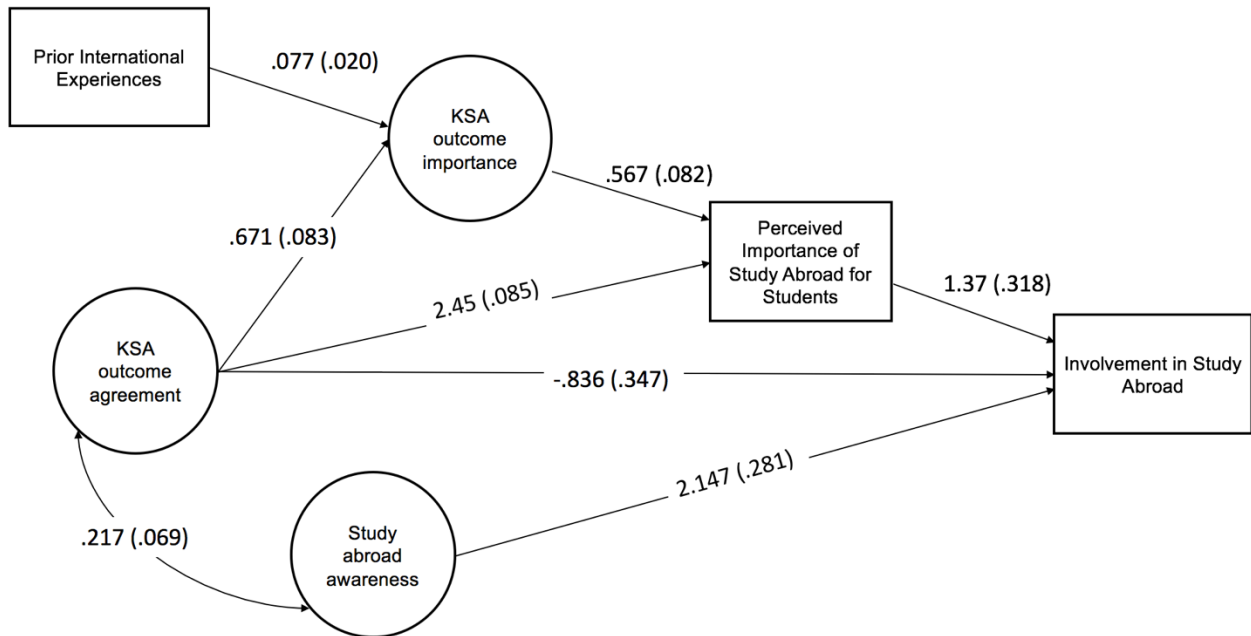 Prior International
Experiences
.077 (.020)
KSA
outcome
importance
.567 (.082)
.671 (.083)
Perceived
Importance of
Study Abroad for
Students
1.37 (.318)
2.45 (.085)
KSA
outcome
agreement
-.836 (.347)
Involvement in Study
Abroad
2.147 (.281)
.217 (.069)
Study
abroad
awareness